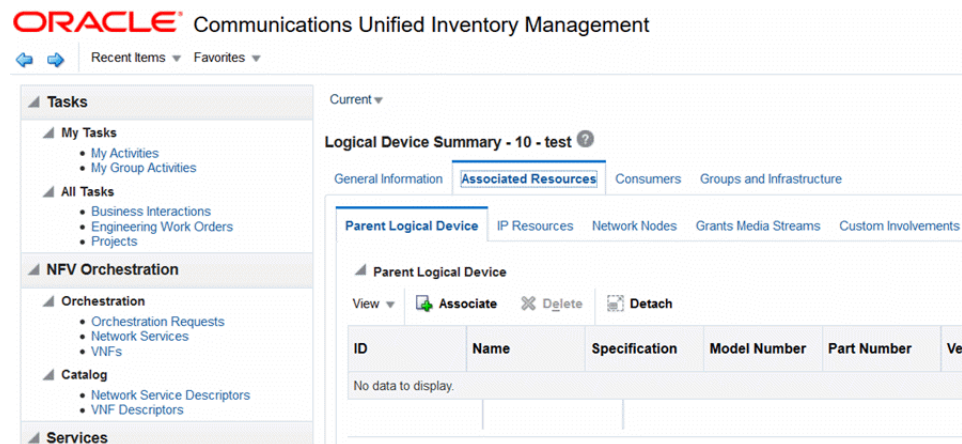 ORACLE® Communications Unified Inventory Management
Recent Items Favorites
Tasks
My Tasks
• My Activities
• My Group Activities
All Tasks
• Business Interactions
• Engineering Work Orders
• Projects
NFV Orchestration
Orchestration
• Orchestration Requests
• Network Services
• VNFs
Catalog
• Network Service Descriptors
• VNF Descriptors
Services
Current
Logical Device Summary - 10 - test ?
General Information Associated Resources Consumers Groups and Infrastructure
Parent Logical Device IP Resources Network Nodes Grants Media Streams Custom Involvements
Parent Logical Device
View Associate Delete Detach
ID Name Specification Model Number Part Number Ve
No data to display.